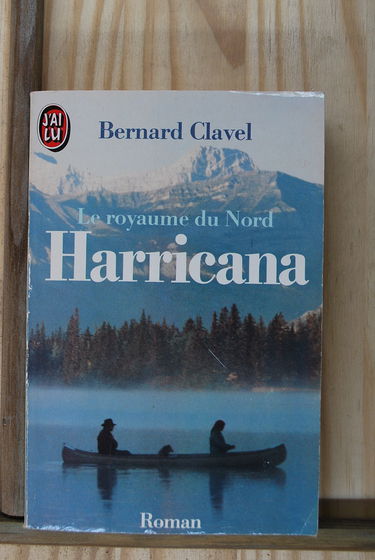 J'AI
LU
Bernard Clavel
Le royaume du Nord
Harricana
Roman